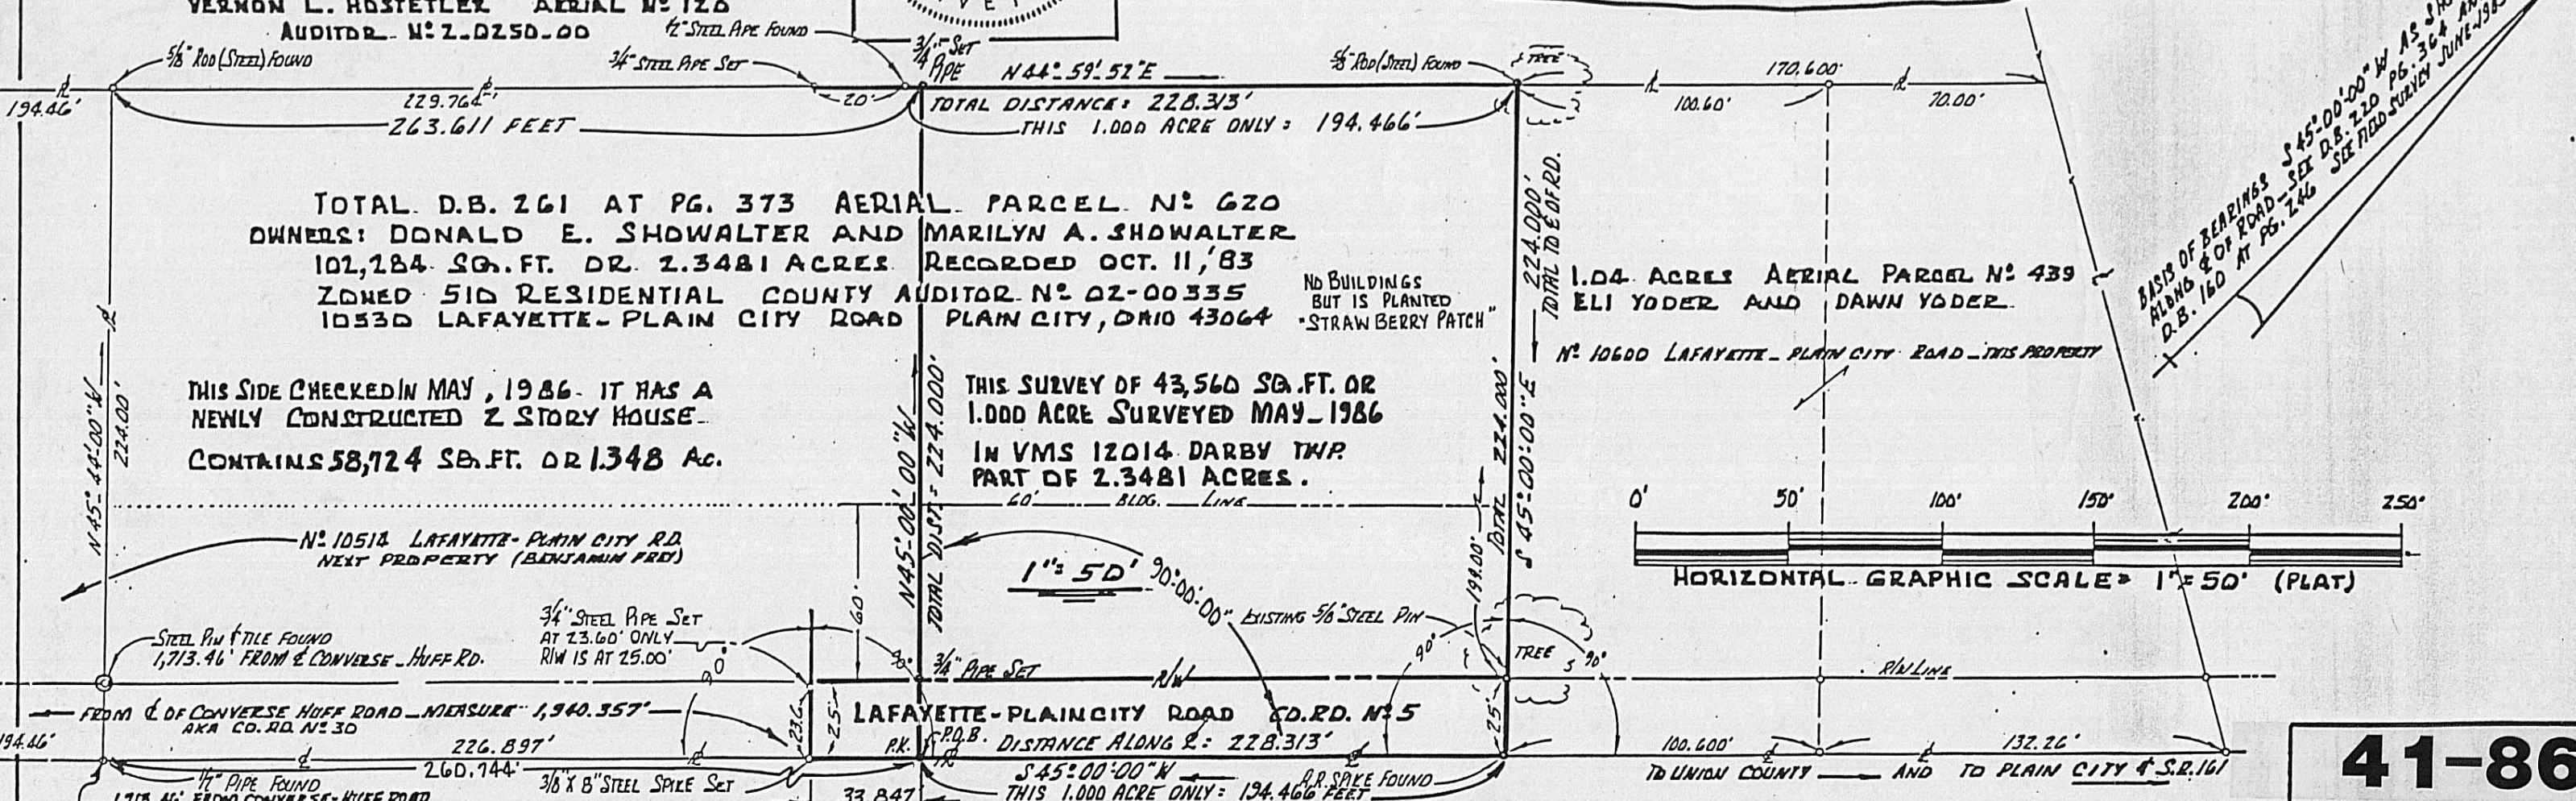 VERNON L. HOSTETLER AERIAL Nº 120
AUDITOR Nº 2-0250-00
1/2" STEEL PIPE FOUND
5/8" ROD (STEEL) FOUND
3/4" STEEL PIPE SET
3/4" SET
PIPE
N 44°-59'-52" E
5/8" ROD (STEEL) FOUND
TREE
170.600'
194.46'
229.764'
20'
TOTAL DISTANCE: 228.313'
100.60'
70.00'
263.611 FEET
THIS 1.000 ACRE ONLY: 194.466'
S 45°-00'-00" W AS
BASIS OF BEARINGS
ALONG ℄ OF ROAD - SEE D.B. 220 PG. 364 AN
D.B. 160 AT PG. 246 SEE FIELD SURVEY JUNE-198
TOTAL D.B. 261 AT PG. 373 AERIAL PARCEL Nº 620
OWNERS: DONALD E. SHOWALTER AND MARILYN A. SHOWALTER
102,284 SQ. FT. OR 2.3481 ACRES RECORDED OCT. 11, '83
ZONED 510 RESIDENTIAL COUNTY AUDITOR Nº 02-00335
10530 LAFAYETTE-PLAIN CITY ROAD PLAIN CITY, OHIO 43064
NO BUILDINGS
BUT IS PLANTED
"STRAWBERRY PATCH"
224.000'
TOTAL TO ℄ OF RD.
1.04 ACRES AERIAL PARCEL Nº 439
ELI YODER AND DAWN YODER
Nº 10600 LAFAYETTE-PLAIN CITY ROAD-THIS PROPERTY
N45°-44'-00" W
224.00'
THIS SIDE CHECKED IN MAY, 1986. IT HAS A
NEWLY CONSTRUCTED 2 STORY HOUSE
CONTAINS 58,724 SQ. FT. OR 1.348 AC.
N45°-00'-00" W
TOTAL DIST. = 224.000'
THIS SURVEY OF 43,560 SQ. FT. OR
1.000 ACRE SURVEYED MAY-1986
IN VMS 12014 DARBY TWP.
PART OF 2.3481 ACRES.
60' BLDG. LINE
199.00'
TOTAL 224.000'
S 45°-00'-00" E
0' 50' 100' 150' 200' 250'
HORIZONTAL GRAPHIC SCALE = 1" = 50' (PLAT)
Nº 10514 LAFAYETTE-PLAIN CITY RD.
NEXT PROPERTY (BENJAMIN FREY)
1" = 50'
90°-00'-00"
60'
3/4" STEEL PIPE SET
AT 23.60' ONLY
R/W IS AT 25.00'
EXISTING 5/8" STEEL PIN
STEEL PIN & TILE FOUND
1,713.46' FROM ℄ CONVERSE-HUFF RD.
90°
90°
3/4" PIPE SET
R/W
90°
TREE
S
90°
R/W LINE
FROM ℄ OF CONVERSE HUFF ROAD-MEASURE 1,940.357'
AKA CO. RD. Nº 30
23.6
25'
LAFAYETTE-PLAIN CITY ROAD CO. RD. Nº 5
25'
194.46'
226.897'
P.K.
P.O.B.
DISTANCE ALONG ℄: 228.313'
100.600'
132.26'
260.744'
1/2" PIPE FOUND
3/8" X 8" STEEL SPIKE SET
S 45°-00'-00" W
R.R. SPIKE FOUND
TO UNION COUNTY AND TO PLAIN CITY & S.R. 161
FROM CONVERSE-HUFF ROAD
33.847
THIS 1.000 ACRE ONLY: 194.466 FEET
41-86